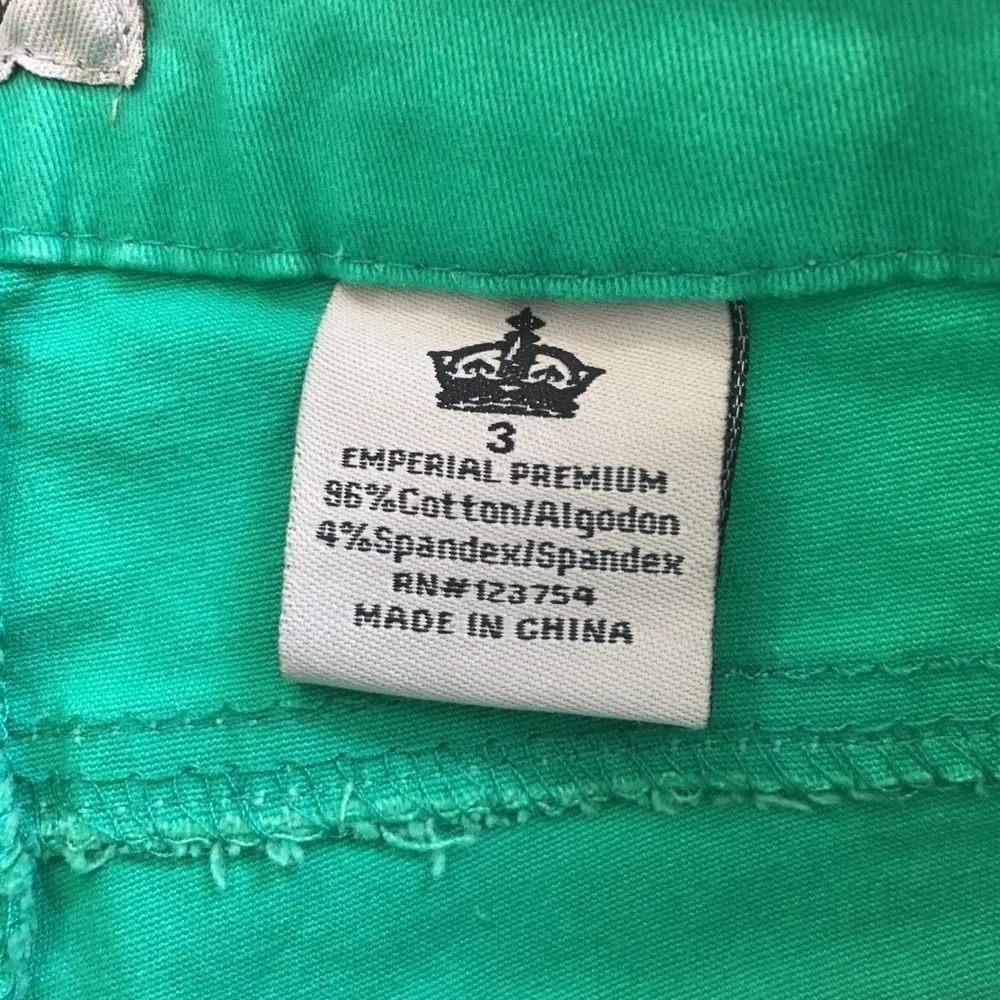 3
EMPERIAL PREMIUM
96%Cotton/Algodon
4%Spandex/Spandex
RN#123754
MADE IN CHINA